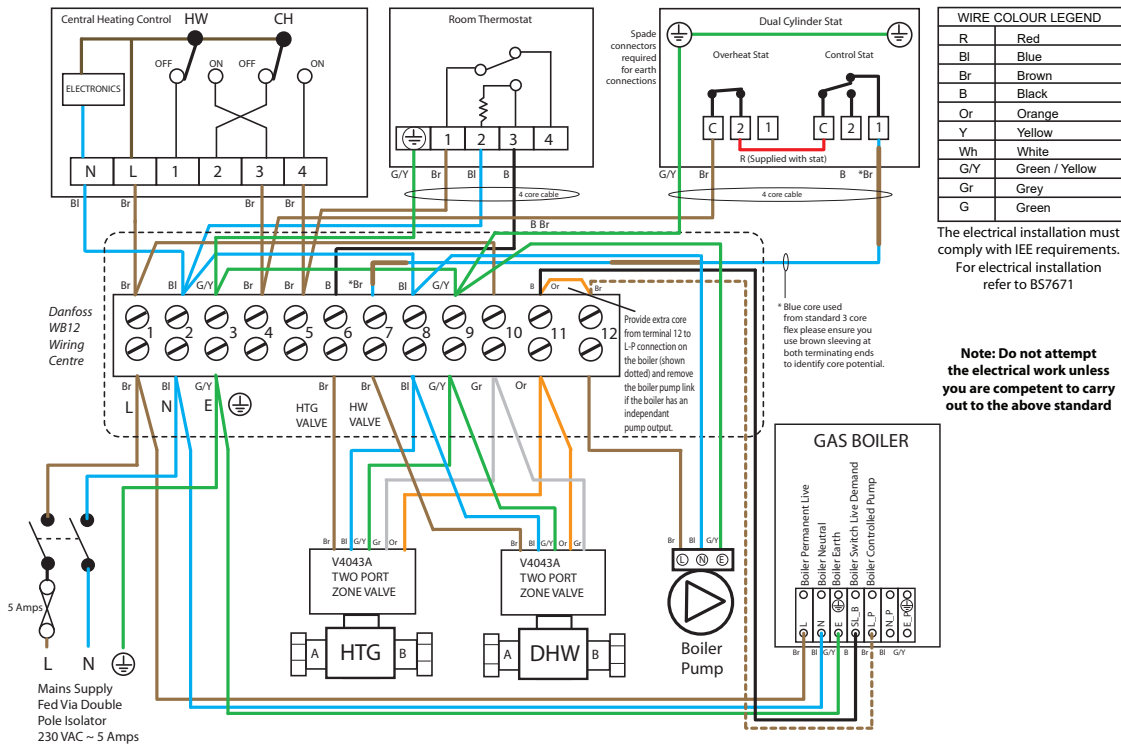 Central Heating Control
HW
CH
OFF
ON
OFF
ON
ELECTRONICS
N
L
1
2
3
4
Bl
Br
Br
Br
Room Thermostat
1
2
3
4
G/Y
Br
Bl
B
4 core cable
B Br
Spade
connectors
required
for earth
connections
Dual Cylinder Stat
Overheat Stat
Control Stat
C
2
1
C
2
1
R (Supplied with stat)
G/Y
Br
B
*Br
4 core cable
WIRE COLOUR LEGEND
R Red
Bl Blue
Br Brown
B Black
Or Orange
Y Yellow
Wh White
G/Y Green / Yellow
Gr Grey
G Green
The electrical installation must
comply with IEE requirements.
For electrical installation
refer to BS7671
Note: Do not attempt
the electrical work unless
you are competent to carry
out to the above standard
* Blue core used
from standard 3 core
flex please ensure you
use brown sleeving at
both terminating ends
to identify core potential.
Danfoss
WB12
Wiring
Centre
Br
Bl
G/Y
Br
Br
B
*Br
Bl
G/Y
B
Or
Br
1
2
3
4
5
6
7
8
9
10
11
12
Provide extra core
from terminal 12 to
L-P connection on
the boiler (shown
dotted) and remove
the boiler pump link
if the boiler has an
independant
pump output.
Br
Bl
G/Y
Br
Br
Bl
G/Y
Gr
Or
L
N
E
HTG
VALVE
HW
VALVE
5 Amps
L
N
Mains Supply
Fed Via Double
Pole Isolator
230 VAC ~ 5 Amps
Br
Bl
G/Y
Gr
Or
V4043A
TWO PORT
ZONE VALVE
A
HTG
B
Br
Bl
G/Y
Or
Gr
V4043A
TWO PORT
ZONE VALVE
A
DHW
B
Br
Bl
G/Y
L
N
E
Boiler
Pump
GAS BOILER
Boiler Permanent Live
Boiler Neutral
Boiler Earth
Boiler Switch Live Demand
Boiler Controlled Pump
L
N
E
SL_B
L_P
N_P
E_P
Br
Bl
G/Y
B
Br
Bl
G/Y